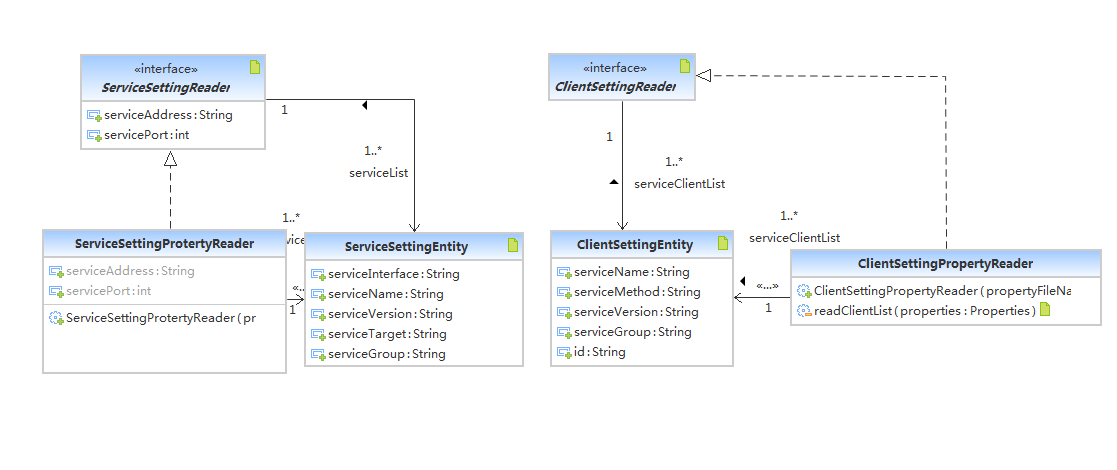 «interface»
ServiceSettingReader
serviceAddress:String
servicePort:int
1
1..*
serviceList
«interface»
ClientSettingReader
1
1..*
serviceClientList
1..*
ServiceSettingProtertyReader
serviceAddress:String
servicePort:int
ServiceSettingProtertyReader(pr
«..
1
ServiceSettingEntity
serviceInterface:String
serviceName:String
serviceVersion:String
serviceTarget:String
serviceGroup:String
ClientSettingEntity
serviceName:String
serviceMethod:String
serviceVersion:String
serviceGroup:String
id:String
1..*
serviceClientList
«...»
1
ClientSettingPropertyReader
ClientSettingPropertyReader(propertyFileNa
readClientList(properties:Properties)